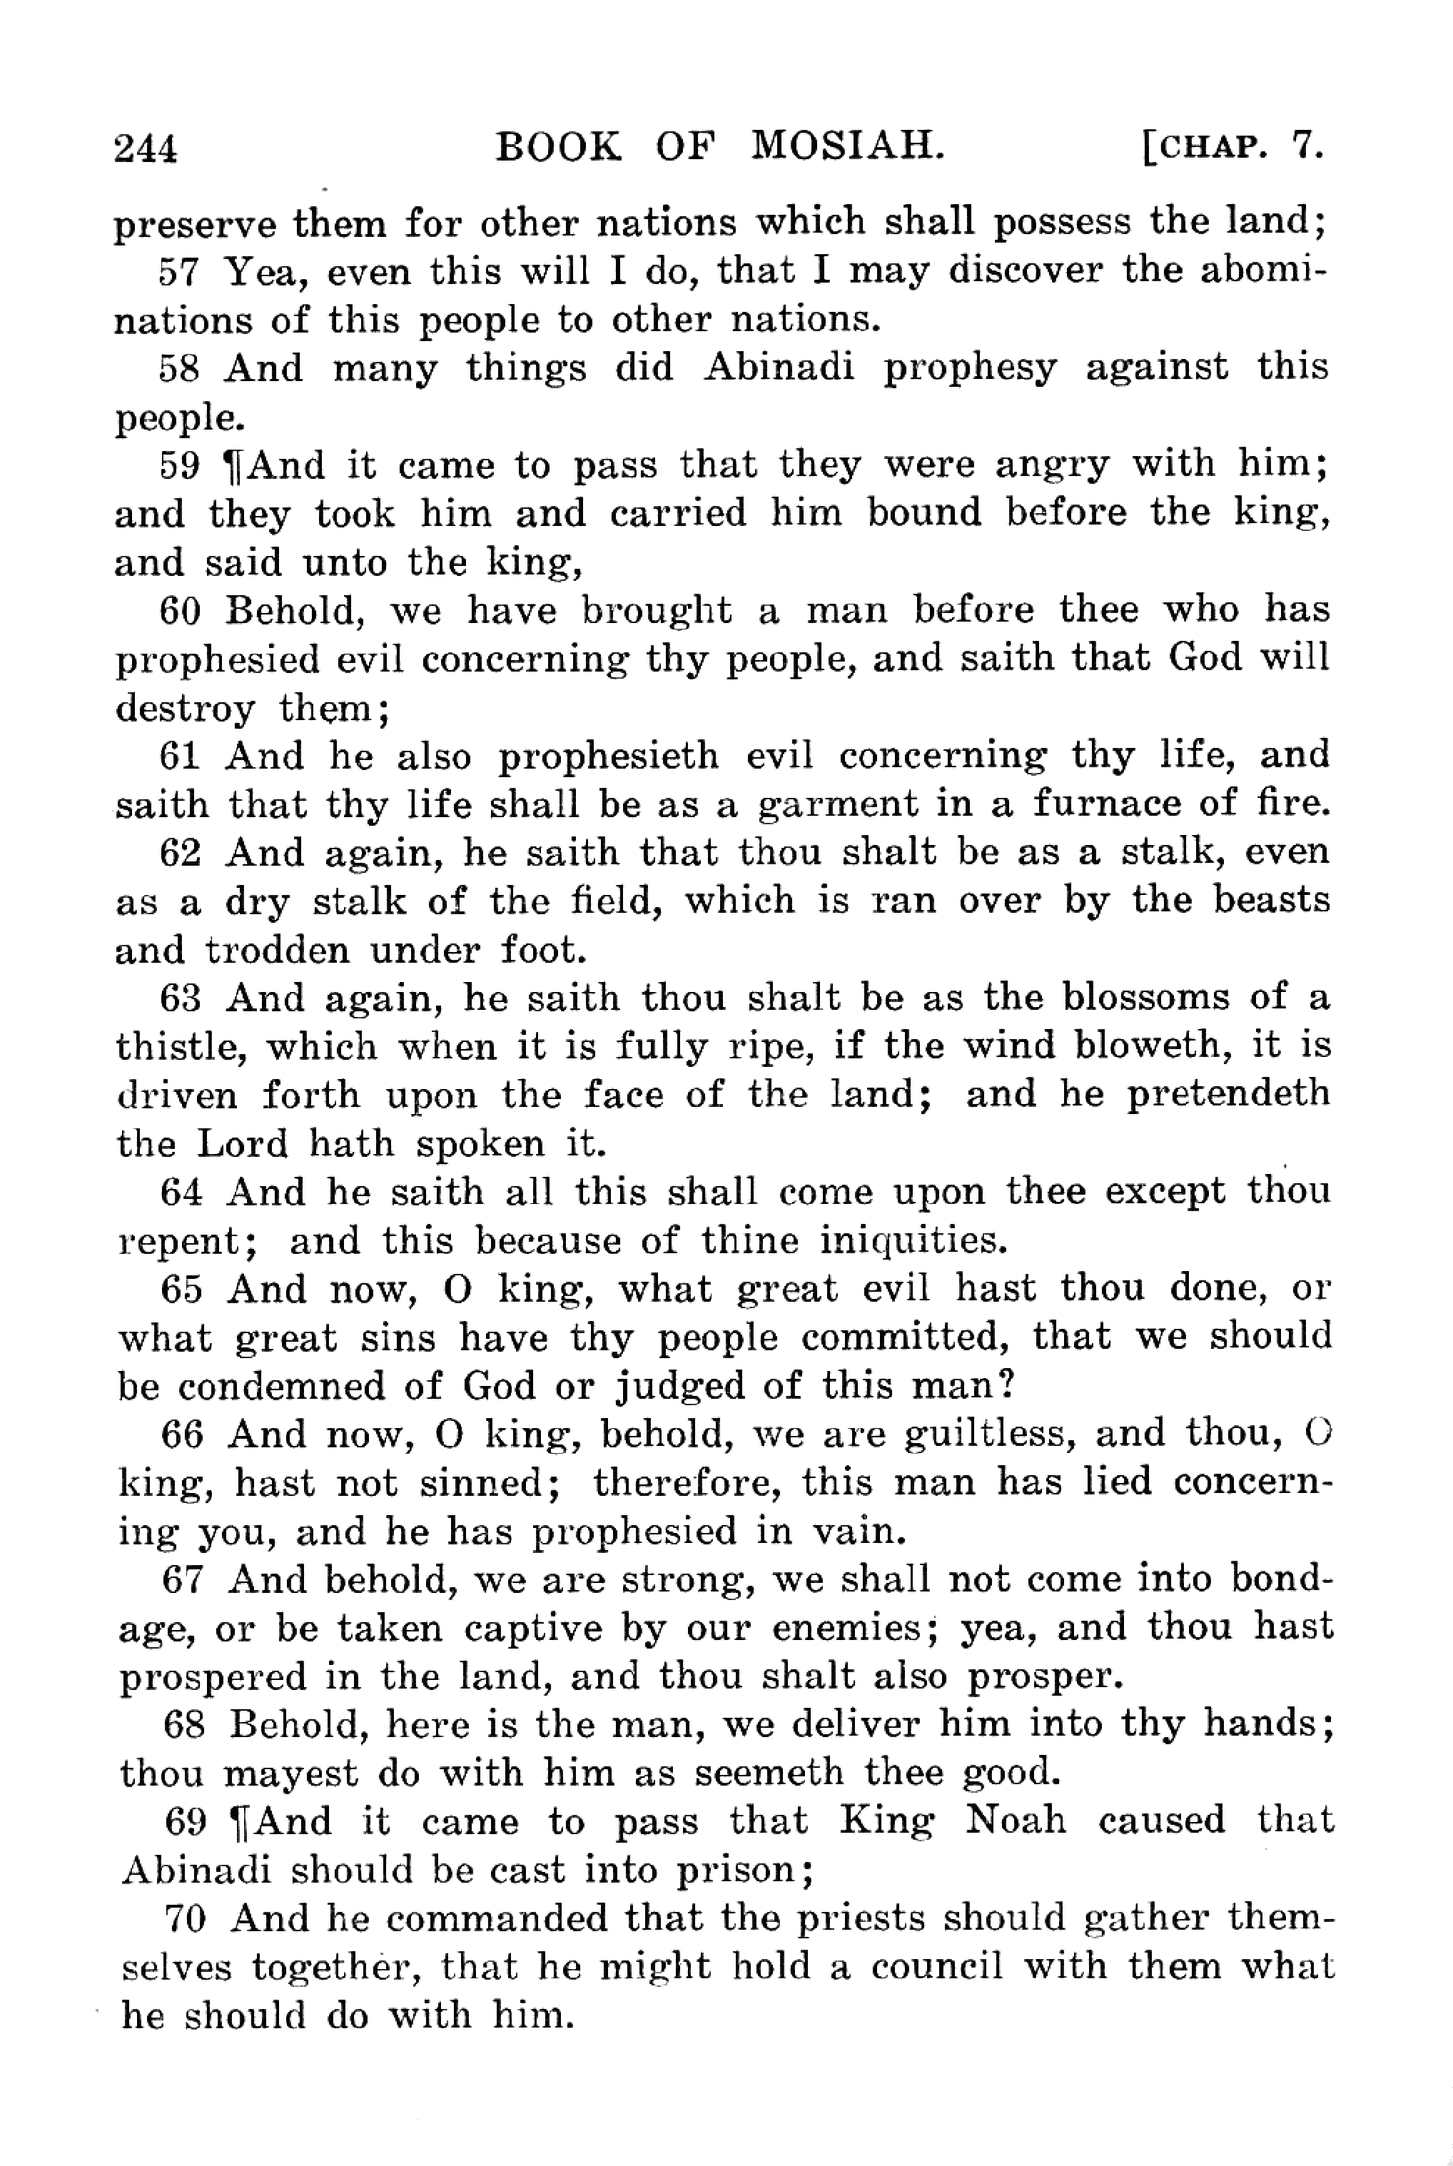 244 BOOK OF MOSIAH. [CHAP. 7.
preserve them for other nations which shall possess the land;
57 Yea, even this will I do, that I may discover the abomi-
nations of this people to other nations.
58 And many things did Abinadi prophesy against this
people.
59 ¶And it came to pass that they were angry with him;
and they took him and carried him bound before the king,
and said unto the king,
60 Behold, we have brought a man before thee who has
prophesied evil concerning thy people, and saith that God will
destroy them;
61 And he also prophesieth evil concerning thy life, and
saith that thy life shall be as a garment in a furnace of fire.
62 And again, he saith that thou shalt be as a stalk, even
as a dry stalk of the field, which is ran over by the beasts
and trodden under foot.
63 And again, he saith thou shalt be as the blossoms of a
thistle, which when it is fully ripe, if the wind bloweth, it is
driven forth upon the face of the land; and he pretendeth
the Lord hath spoken it.
64 And he saith all this shall come upon thee except thou
repent; and this because of thine iniquities.
65 And now, O king, what great evil hast thou done, or
what great sins have thy people committed, that we should
be condemned of God or judged of this man?
66 And now, O king, behold, we are guiltless, and thou, O
king, hast not sinned; therefore, this man has lied concern-
ing you, and he has prophesied in vain.
67 And behold, we are strong, we shall not come into bond-
age, or be taken captive by our enemies; yea, and thou hast
prospered in the land, and thou shalt also prosper.
68 Behold, here is the man, we deliver him into thy hands;
thou mayest do with him as seemeth thee good.
69 ¶And it came to pass that King Noah caused that
Abinadi should be cast into prison;
70 And he commanded that the priests should gather them-
selves together, that he might hold a council with them what
he should do with him.